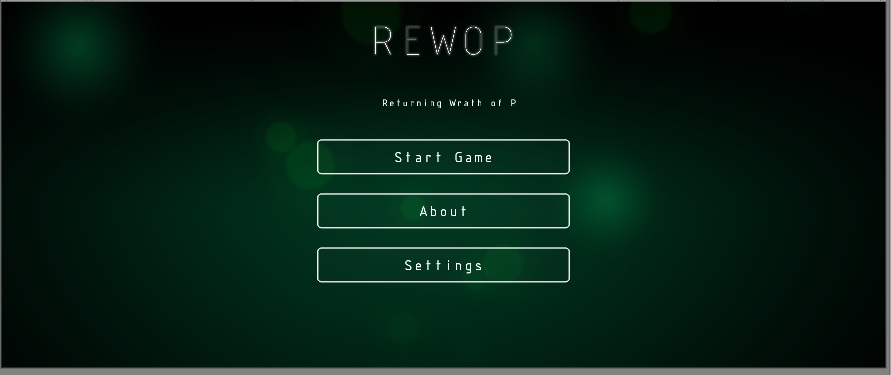 REWOP
Returning Wrath of P
Start Game
About
Settings